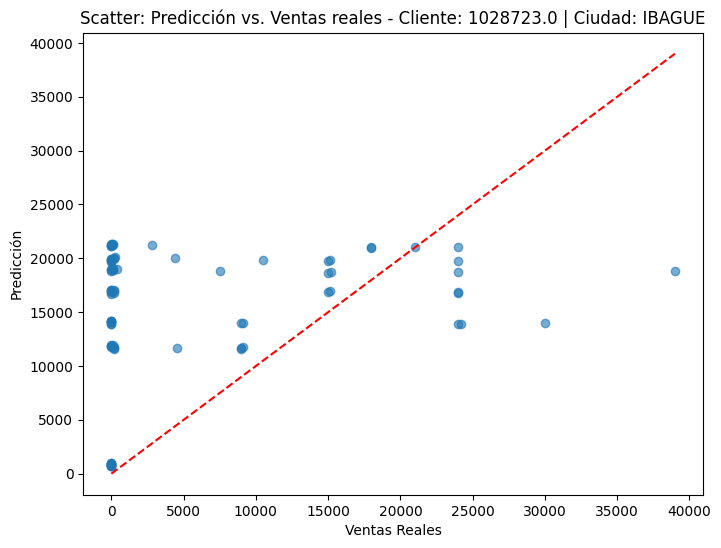 Scatter: Predicción vs. Ventas reales - Cliente: 1028723.0 | Ciudad: IBAGUE
40000
35000
30000
25000
20000
15000
10000
5000
0
Predicción
0 5000 10000 15000 20000 25000 30000 35000 40000
Ventas Reales